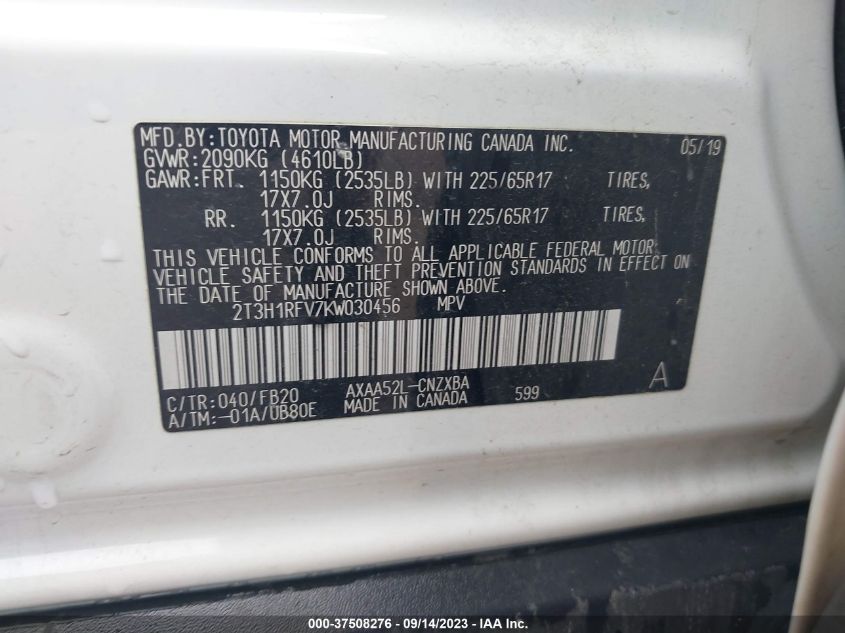 MFD.BY:TOYOTA MOTOR MANUFACTURING CANADA INC. 05/19
GVWR:2090KG (4610LB)
GAWR:FRT. 1150KG (2535LB) WITH 225/65R17 TIRES,
17X7.0J RIMS.
RR. 1150KG (2535LB) WITH 225/65R17 TIRES,
17X7.0J RIMS.
THIS VEHICLE CONFORMS TO ALL APPLICABLE FEDERAL MOTOR
VEHICLE SAFETY AND THEFT PREVENTION STANDARDS IN EFFECT ON
THE DATE OF MANUFACTURE SHOWN ABOVE.
2T3H1RFV7KW030456 MPV
C/TR:040/FB20 AXAA52L-CNZXBA 599 A
A/TM:-01A/UB80E MADE IN CANADA
000-37508276 - 09/14/2023 - IAA Inc.